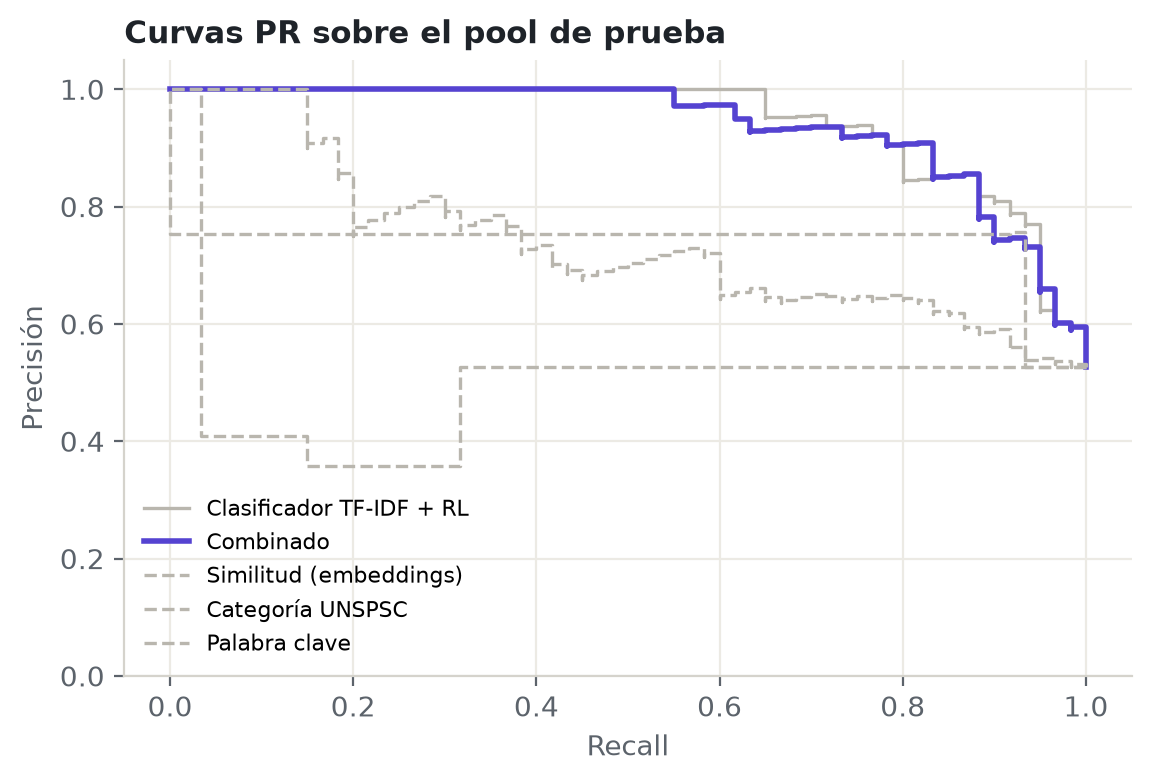 Curvas PR sobre el pool de prueba
1.0
0.8
0.6
0.4
0.2
0.0
Precisión
Clasificador TF-IDF + RL
Combinado
Similitud (embeddings)
Categoría UNSPSC
Palabra clave
0.0 0.2 0.4 0.6 0.8 1.0
Recall